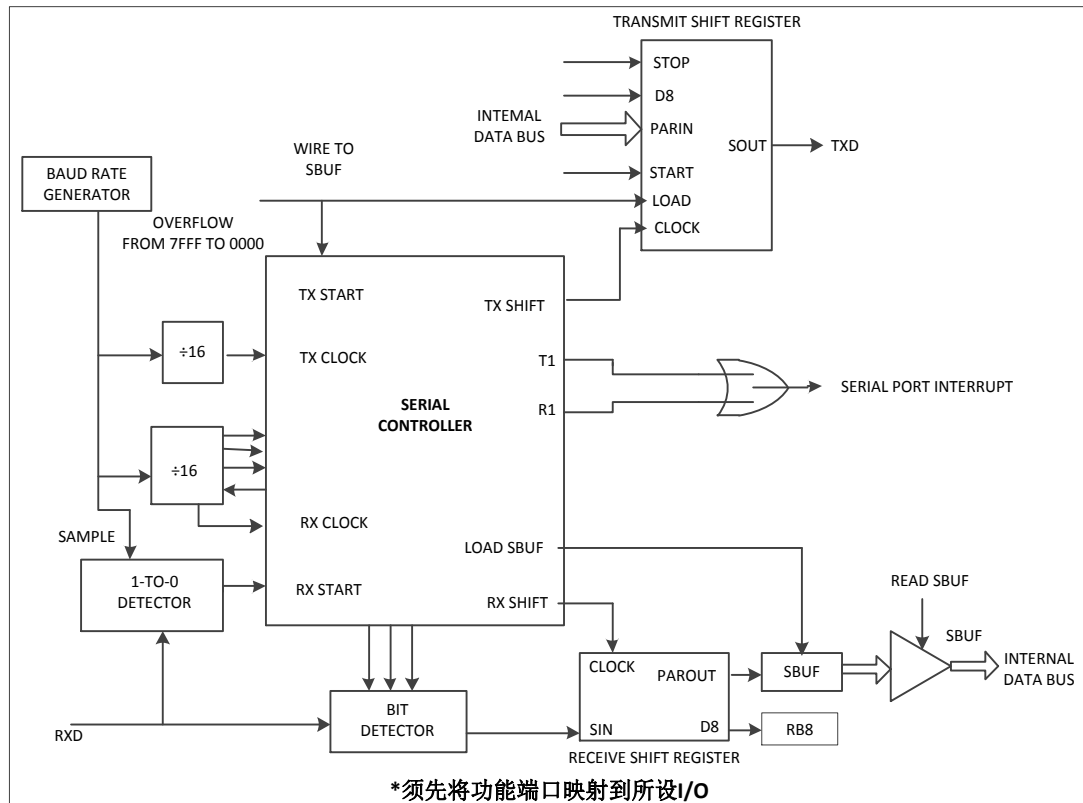 TRANSMIT SHIFT REGISTER
STOP
D8
INTEMAL
DATA BUS
PARIN
SOUT
TXD
START
LOAD
CLOCK
WIRE TO
SBUF
BAUD RATE
GENERATOR
OVERFLOW
FROM 7FFF TO 0000
TX START
TX SHIFT
÷16
TX CLOCK
T1
SERIAL PORT INTERRUPT
R1
SERIAL
CONTROLLER
÷16
RX CLOCK
SAMPLE
LOAD SBUF
1-TO-0
DETECTOR
RX START
RX SHIFT
READ SBUF
SBUF
INTERNAL
DATA BUS
CLOCK
PAROUT
SBUF
BIT
DETECTOR
RXD
SIN
D8
RB8
RECEIVE SHIFT REGISTER
*须先将功能端口映射到所设I/O